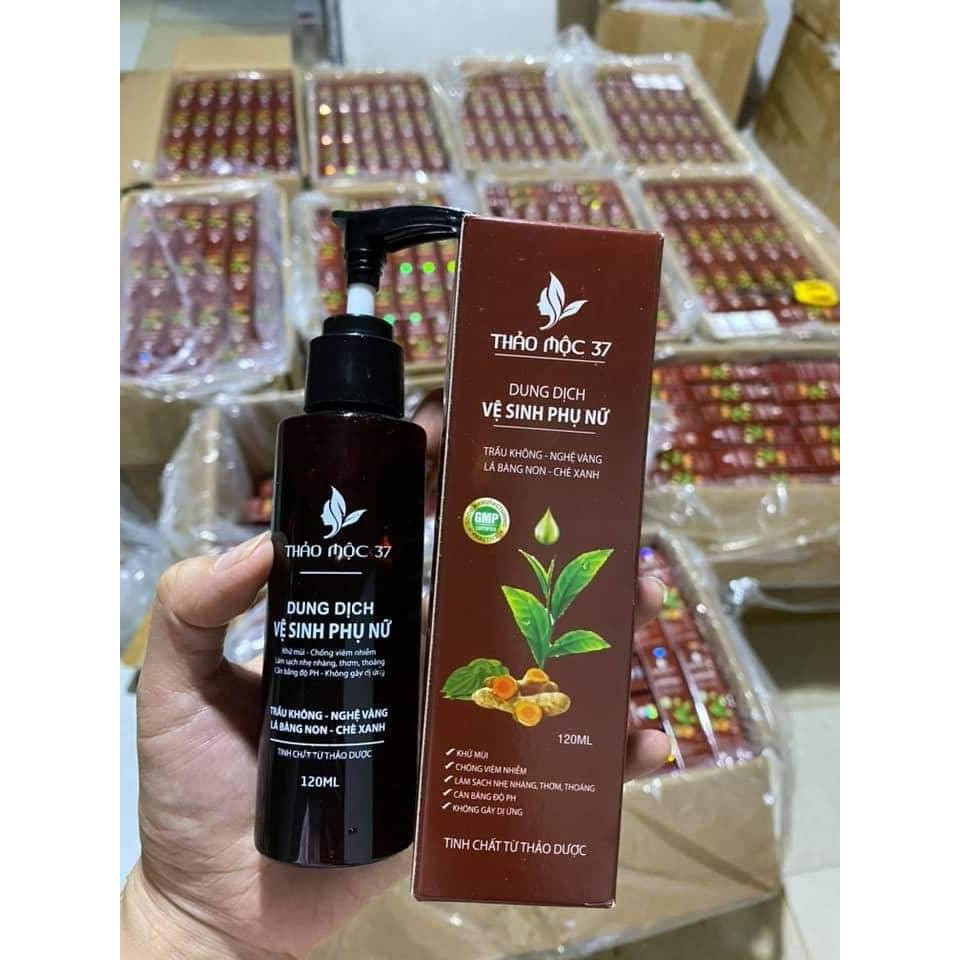 THẢO MỘC 37
DUNG DỊCH
VỆ SINH PHỤ NỮ
Khử mùi - Chống viêm nhiễm
Làm sạch nhẹ nhàng, thơm, thoáng
Cân bằng độ PH - Không gây dị ứng
TRẦU KHÔNG - NGHỆ VÀNG
LÁ BÀNG NON - CHÈ XANH
TINH CHẤT TỪ THẢO DƯỢC
120ML
THẢO MỘC 37
DUNG DỊCH
VỆ SINH PHỤ NỮ
TRẦU KHÔNG - NGHỆ VÀNG
LÁ BÀNG NON - CHÈ XANH
GMP
120ML
KHỬ MÙI
CHỐNG VIÊM NHIỄM
LÀM SẠCH NHẸ NHÀNG, THƠM, THOÁNG
CÂN BẰNG ĐỘ PH
KHÔNG GÂY DỊ ỨNG
TINH CHẤT TỪ THẢO DƯỢC